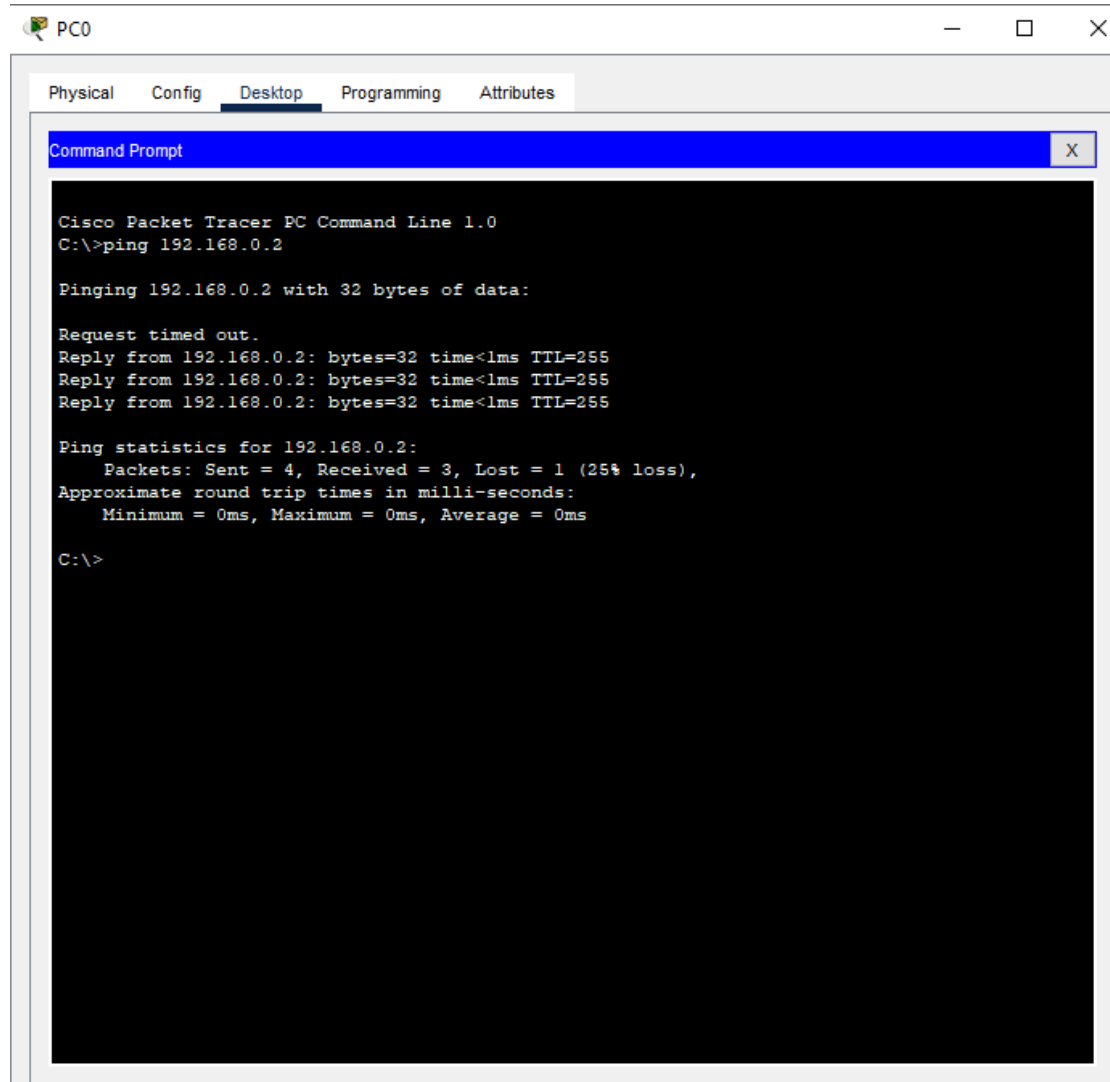 PC0
Physical Config Desktop Programming Attributes
Command Prompt
X
Cisco Packet Tracer PC Command Line 1.0
C:\>ping 192.168.0.2
Pinging 192.168.0.2 with 32 bytes of data:
Request timed out.
Reply from 192.168.0.2: bytes=32 time<1ms TTL=255
Reply from 192.168.0.2: bytes=32 time<1ms TTL=255
Reply from 192.168.0.2: bytes=32 time<1ms TTL=255
Ping statistics for 192.168.0.2:
Packets: Sent = 4, Received = 3, Lost = 1 (25% loss),
Approximate round trip times in milli-seconds:
Minimum = 0ms, Maximum = 0ms, Average = 0ms
C:\>